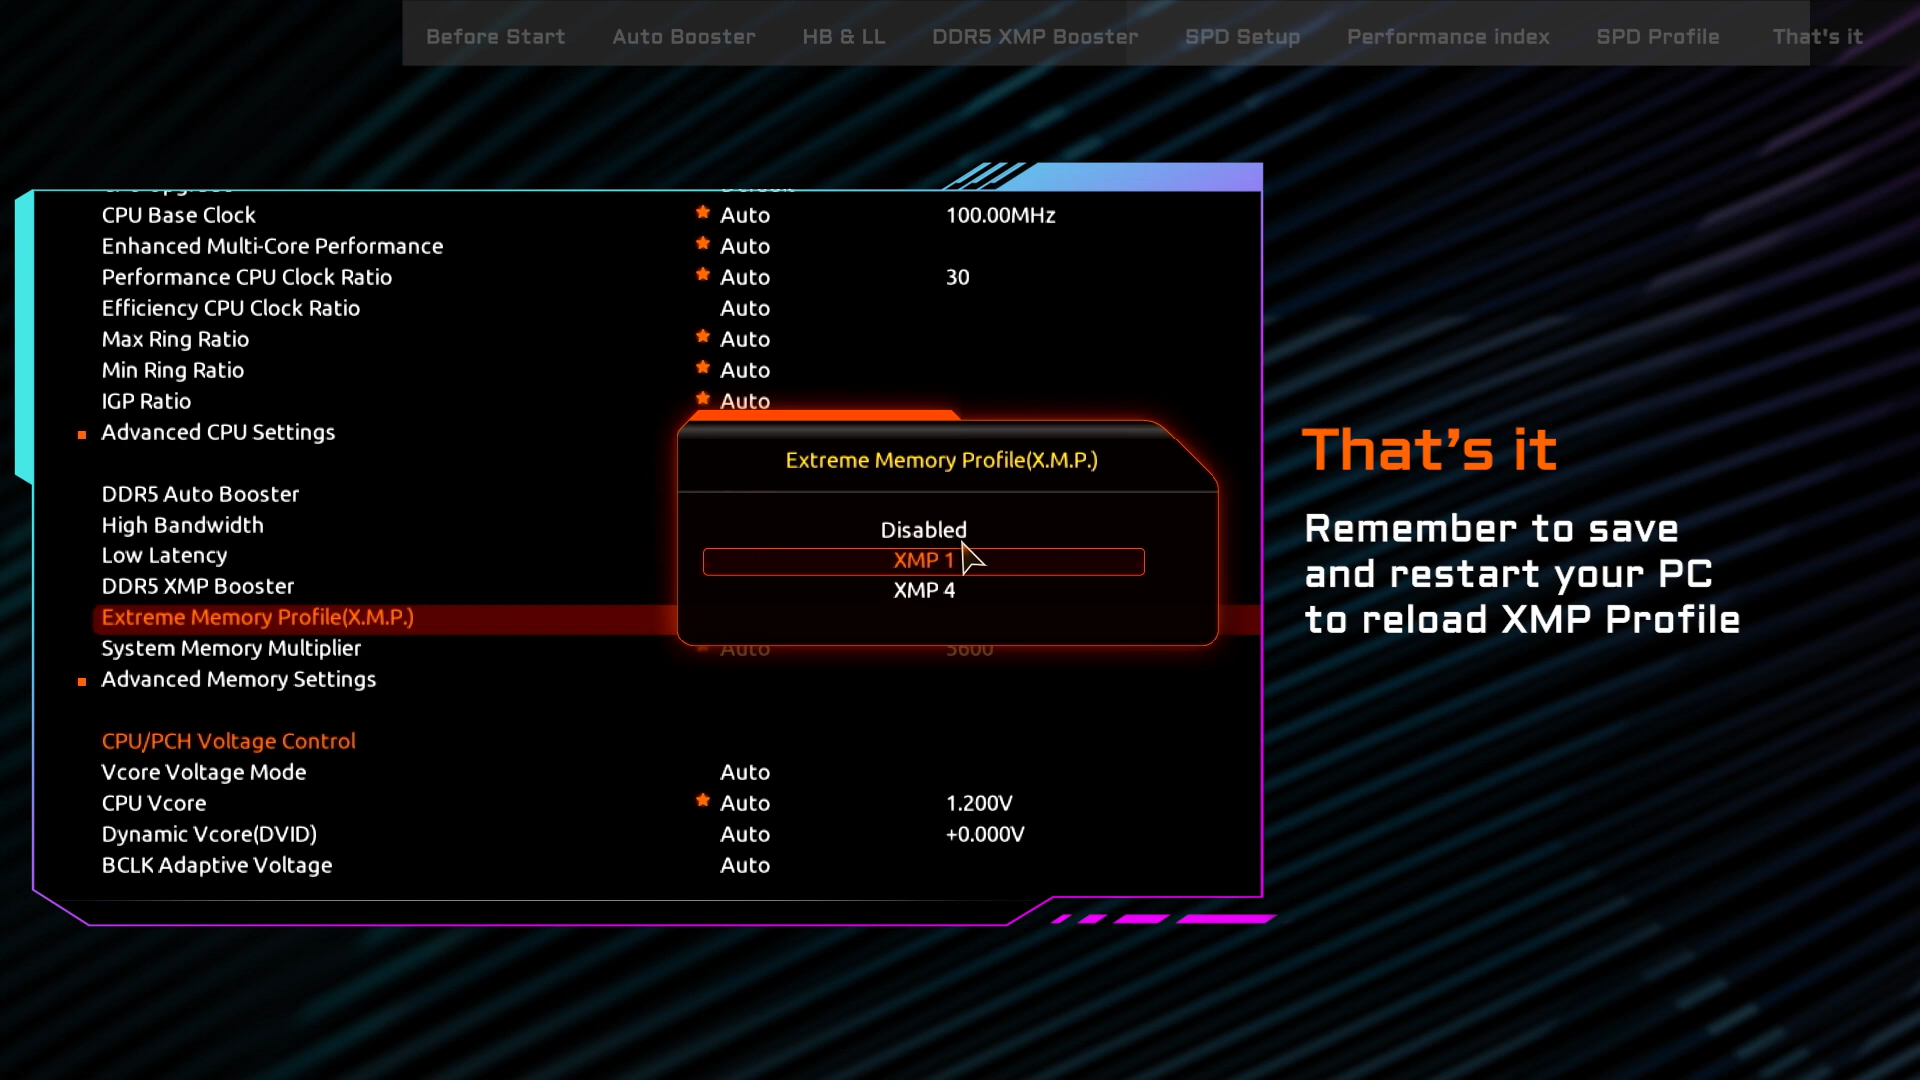 Before Start Auto Booster HB & LL DDR5 XMP Booster SPD Setup Performance index SPD Profile That's it
CPU Base Clock Auto 100.00MHz
Enhanced Multi-Core Performance Auto
Performance CPU Clock Ratio Auto 30
Efficiency CPU Clock Ratio Auto
Max Ring Ratio Auto
Min Ring Ratio Auto
IGP Ratio Auto
Advanced CPU Settings
DDR5 Auto Booster
High Bandwidth
Low Latency
DDR5 XMP Booster
Extreme Memory Profile(X.M.P.)
System Memory Multiplier Auto 5600
Advanced Memory Settings
CPU/PCH Voltage Control
Vcore Voltage Mode Auto
CPU Vcore Auto 1.200V
Dynamic Vcore(DVID) Auto +0.000V
BCLK Adaptive Voltage Auto
Extreme Memory Profile(X.M.P.)
Disabled
XMP 1
XMP 4
That's it
Remember to save
and restart your PC
to reload XMP Profile